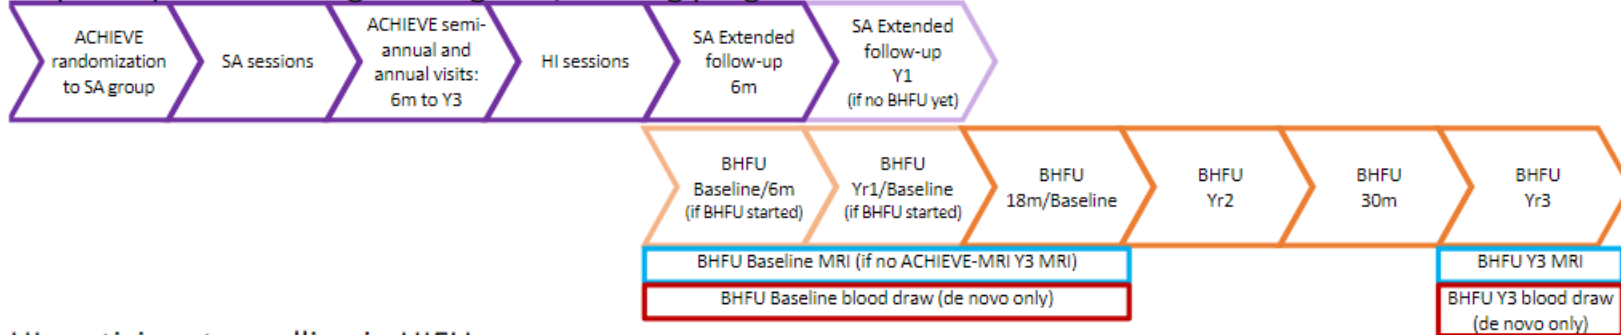 ACHIEVE
randomization
to SA group
SA sessions
ACHIEVE semi-
annual and
annual visits:
6m to Y3
HI sessions
SA Extended
follow-up
6m
SA Extended
follow-up
Y1
(if no BHFU yet)
BHFU
Baseline/6m
(if BHFU started)
BHFU
Yr1/Baseline
(if BHFU started)
BHFU
18m/Baseline
BHFU
Yr2
BHFU
30m
BHFU
Yr3
BHFU Baseline MRI (if no ACHIEVE-MRI Y3 MRI)
BHFU Y3 MRI
BHFU Baseline blood draw (de novo only)
BHFU Y3 blood draw
(de novo only)